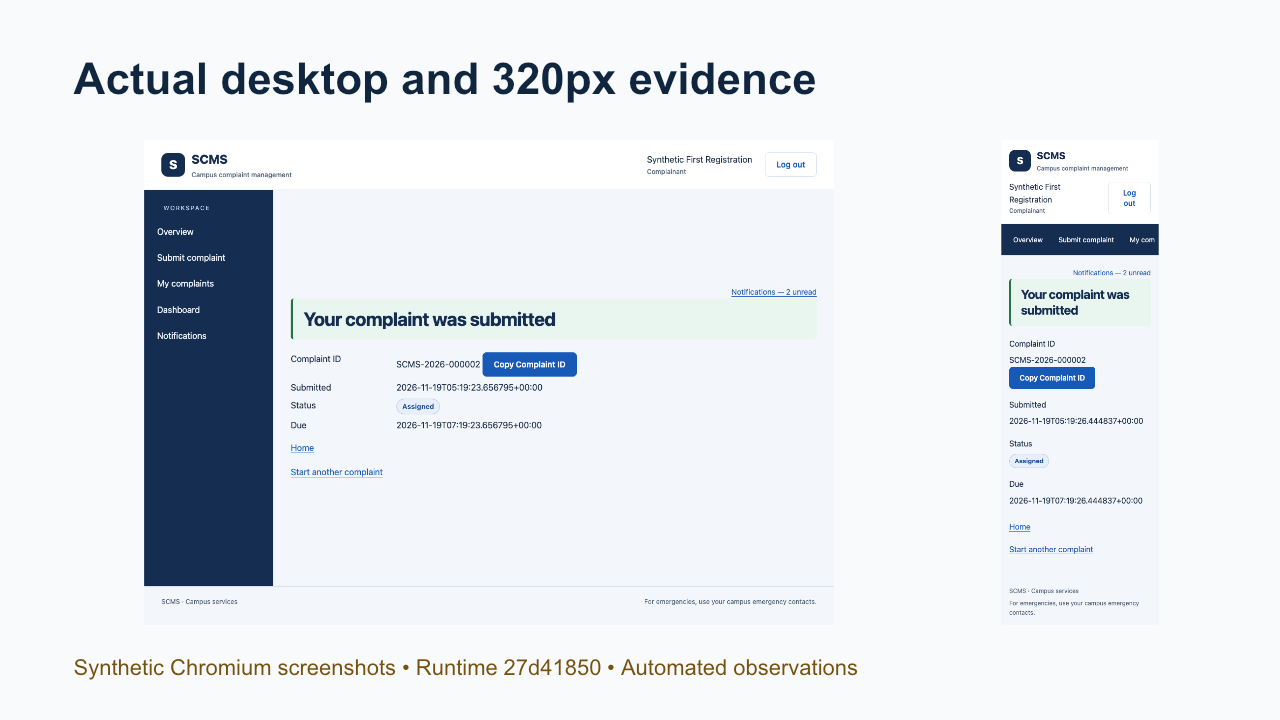 Actual desktop and 320px evidence
S
SCMS
Campus complaint management
Synthetic First Registration
Complainant
Log out
WORKSPACE
Overview
Submit complaint
My complaints
Dashboard
Notifications
Notifications — 2 unread
Your complaint was submitted
Complaint ID
SCMS-2026-000002
Copy Complaint ID
Submitted
2026-11-19T05:19:23.656795+00:00
Status
Assigned
Due
2026-11-19T07:19:23.656795+00:00
Home
Start another complaint
SCMS · Campus services
For emergencies, use your campus emergency contacts.
S
SCMS
Campus complaint management
Synthetic First
Registration
Complainant
Log
out
Overview
Submit complaint
My com
Notifications — 2 unread
Your complaint was
submitted
Complaint ID
SCMS-2026-000002
Copy Complaint ID
Submitted
2026-11-19T05:19:26.444837+00:00
Status
Assigned
Due
2026-11-19T07:19:26.444837+00:00
Home
Start another complaint
SCMS · Campus services
For emergencies, use your campus emergency
contacts.
Synthetic Chromium screenshots • Runtime 27d41850 • Automated observations